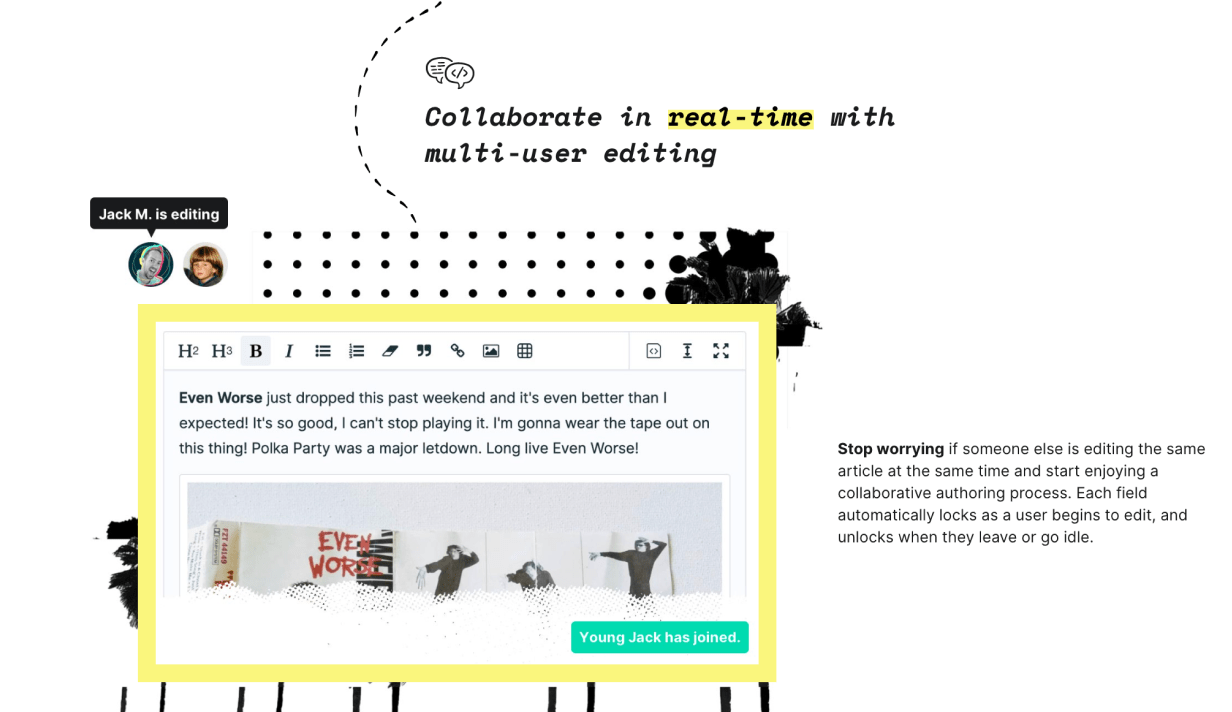 Collaborate in real-time with
multi-user editing
Jack M. is editing
H2 H3 B I
Even Worse just dropped this past weekend and it's even better than I
expected! It's so good, I can't stop playing it. I'm gonna wear the tape out on
this thing! Polka Party was a major letdown. Long live Even Worse!
EVEN
WORSE
FZT 44149
Young Jack has joined.
Stop worrying if someone else is editing the same
article at the same time and start enjoying a
collaborative authoring process. Each field
automatically locks as a user begins to edit, and
unlocks when they leave or go idle.